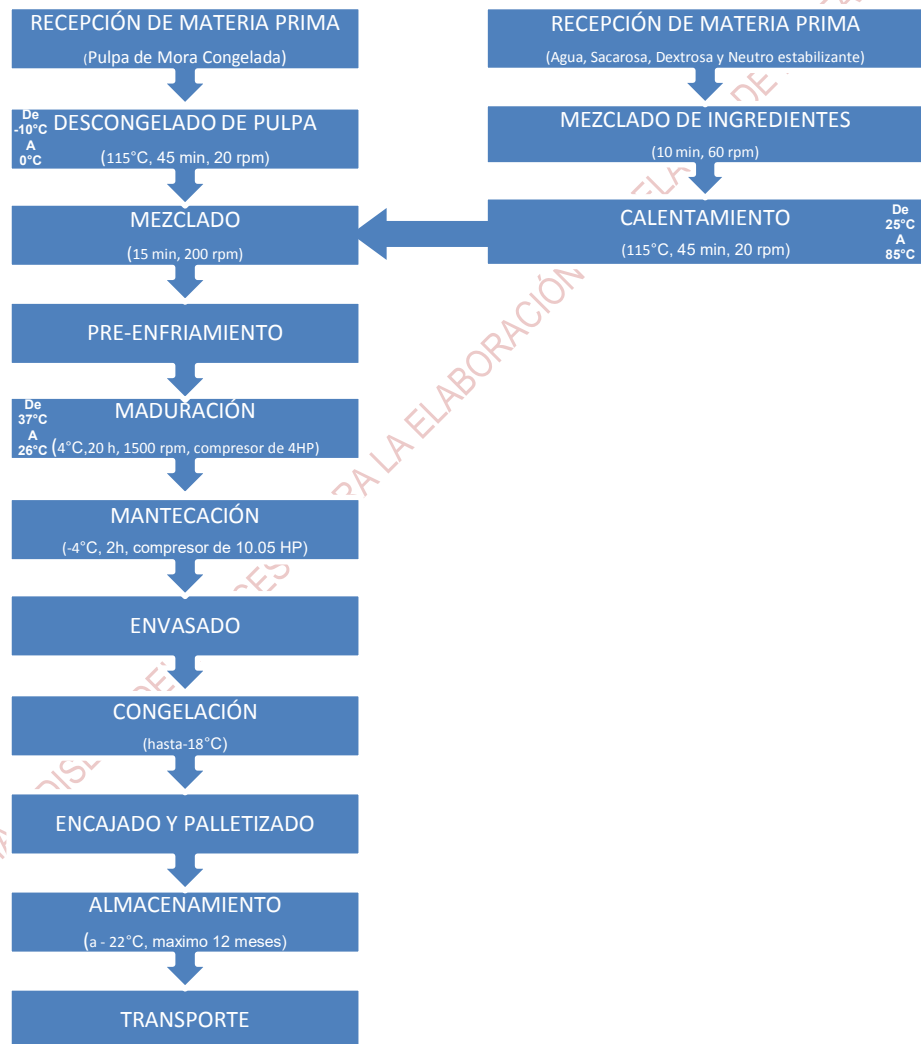 RECEPCIÓN DE MATERIA PRIMA
(Pulpa de Mora Congelada)
De
-10°C
A
0°C
DESCONGELADO DE PULPA
(115°C, 45 min, 20 rpm)
MEZCLADO
(15 min, 200 rpm)
PRE-ENFRIAMIENTO
De
37°C
A
26°C
MADURACIÓN
(4°C,20 h, 1500 rpm, compresor de 4HP)
MANTECACIÓN
(-4°C, 2h, compresor de 10.05 HP)
ENVASADO
CONGELACIÓN
(hasta-18°C)
ENCAJADO Y PALLETIZADO
ALMACENAMIENTO
(a - 22°C, maximo 12 meses)
TRANSPORTE
RECEPCIÓN DE MATERIA PRIMA
(Agua, Sacarosa, Dextrosa y Neutro estabilizante)
MEZCLADO DE INGREDIENTES
(10 min, 60 rpm)
CALENTAMIENTO
(115°C, 45 min, 20 rpm)
De
25°C
A
85°C
LA ELABORACIÓN
DE